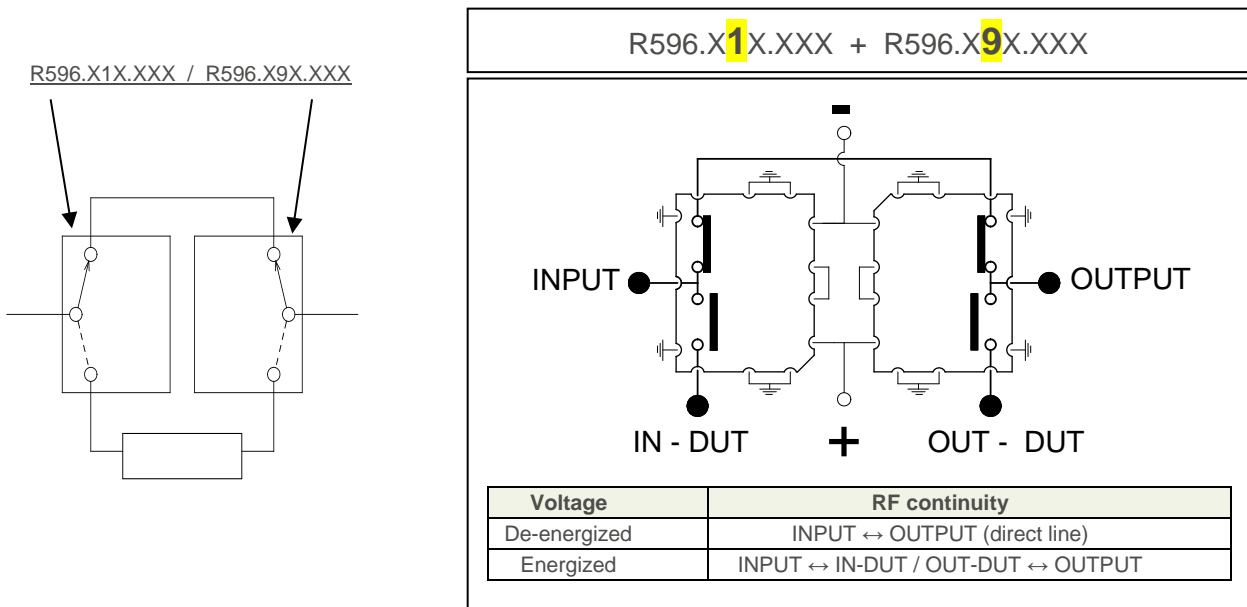 R596.X1X.XXX / R596.X9X.XXX
R596.X1X.XXX + R596.X9X.XXX
-
INPUT
OUTPUT
IN - DUT
+
OUT - DUT
Voltage RF continuity
De-energized INPUT ↔ OUTPUT (direct line)
Energized INPUT ↔ IN-DUT / OUT-DUT ↔ OUTPUT